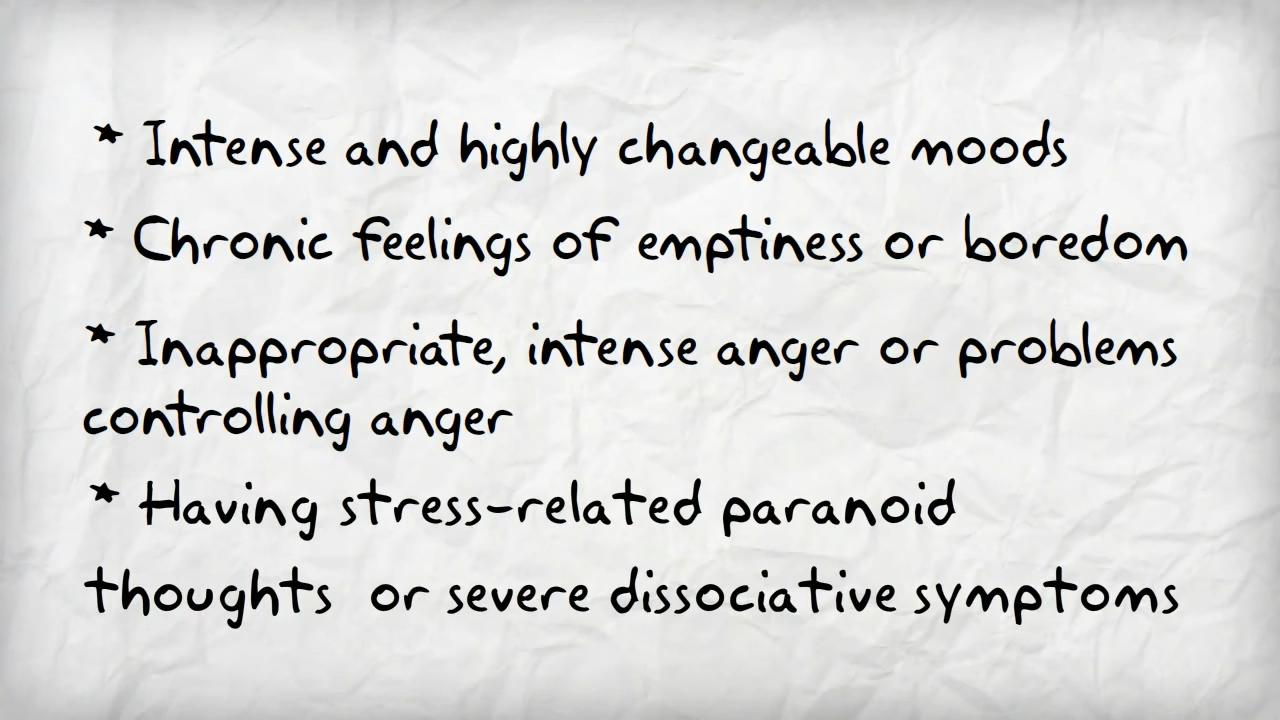 * Intense and highly changeable moods
* Chronic feelings of emptiness or boredom
* Inappropriate, intense anger or problems
controlling anger
* Having stress-related paranoid
thoughts or severe dissociative symptoms